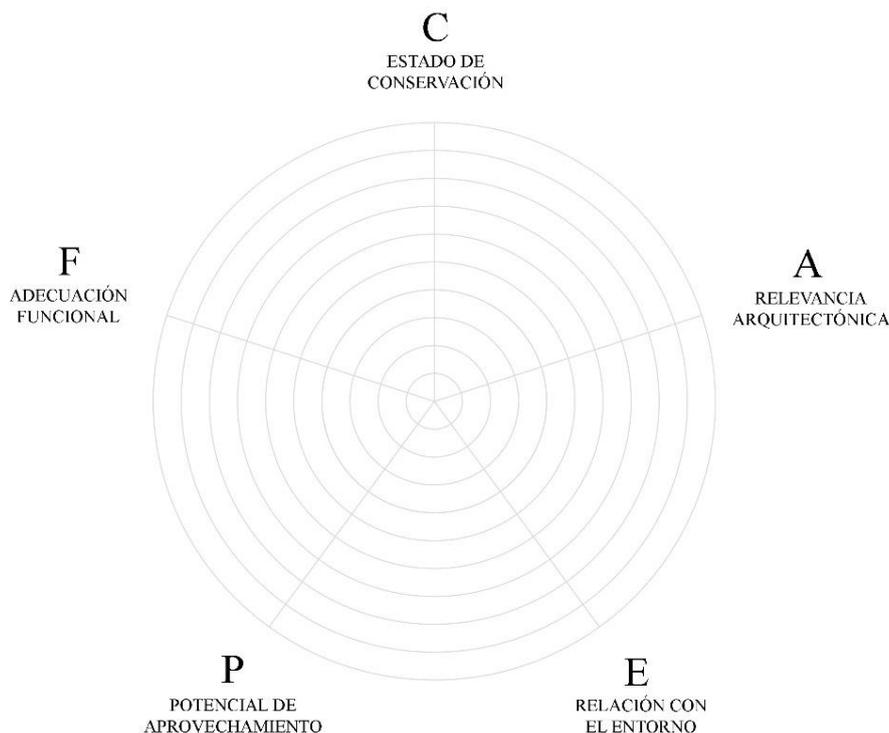 C
ESTADO DE
CONSERVACIÓN
F
ADECUACIÓN
FUNCIONAL
A
RELEVANCIA
ARQUITECTÓNICA
P
POTENCIAL DE
APROVECHAMIENTO
E
RELACIÓN CON
EL ENTORNO